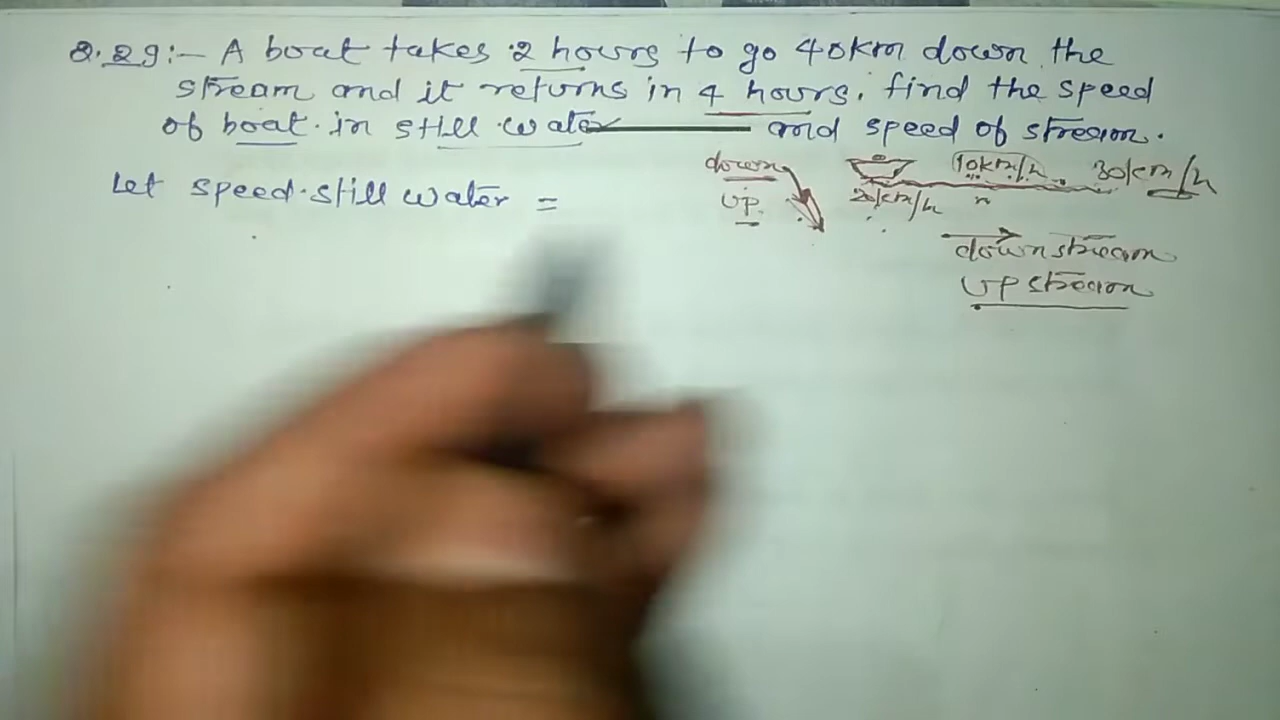 Q.29:- A boat takes 2 hours to go 40km down the
stream and it returns in 4 hours. find the speed
of boat in still water and speed of stream.
Let speed still water =
down
up
10km/h
30km/h
20km/h
downstream
upstream